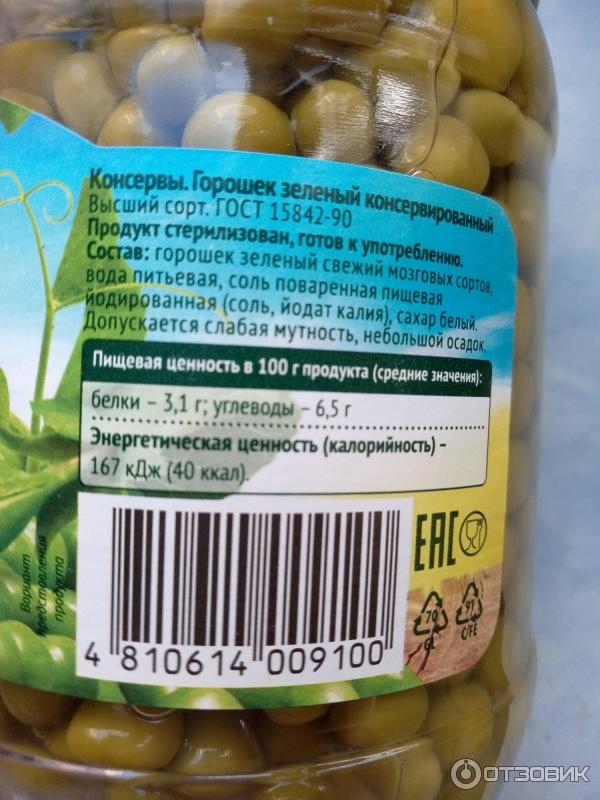 Консервы. Горошек зеленый консервированный
Высший сорт. ГОСТ 15842-90
Продукт стерилизован, готов к употреблению.
Состав: горошек зеленый свежий мозговых сортов,
вода питьевая, соль поваренная пищевая
йодированная (соль, йодат калия), сахар белый.
Допускается слабая мутность, небольшой осадок.
Пищевая ценность в 100 г продукта (средние значения):
белки – 3,1 г; углеводы – 6,5 г
Энергетическая ценность (калорийность) –
167 кДж (40 ккал).
Вариант
представления
продукта
EAC
70
GL
91
C/FE
4 810614 009100
ОТЗОВИК